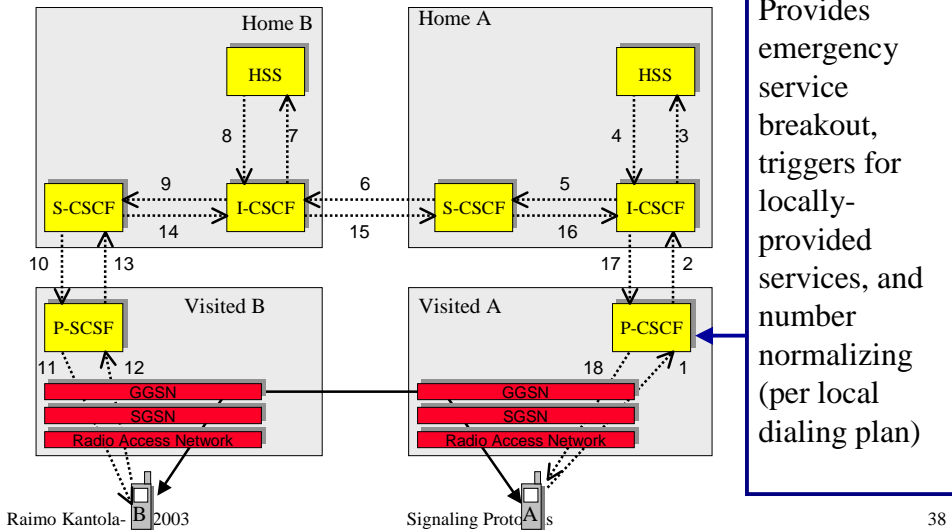 Home B
Home A
HSS
HSS
8
7
4
3
9
6
5
S-CSCF
I-CSCF
S-CSCF
I-CSCF
14
15
16
10
13
17
2
Visited B
Visited A
P-SCSF
P-CSCF
11
12
18
1
GGSN
GGSN
SGSN
SGSN
Radio Access Network
Radio Access Network
B
A
Provides
emergency
service
breakout,
triggers for
locally-
provided
services, and
number
normalizing
(per local
dialing plan)
Raimo Kantola- 2003
Signaling
38